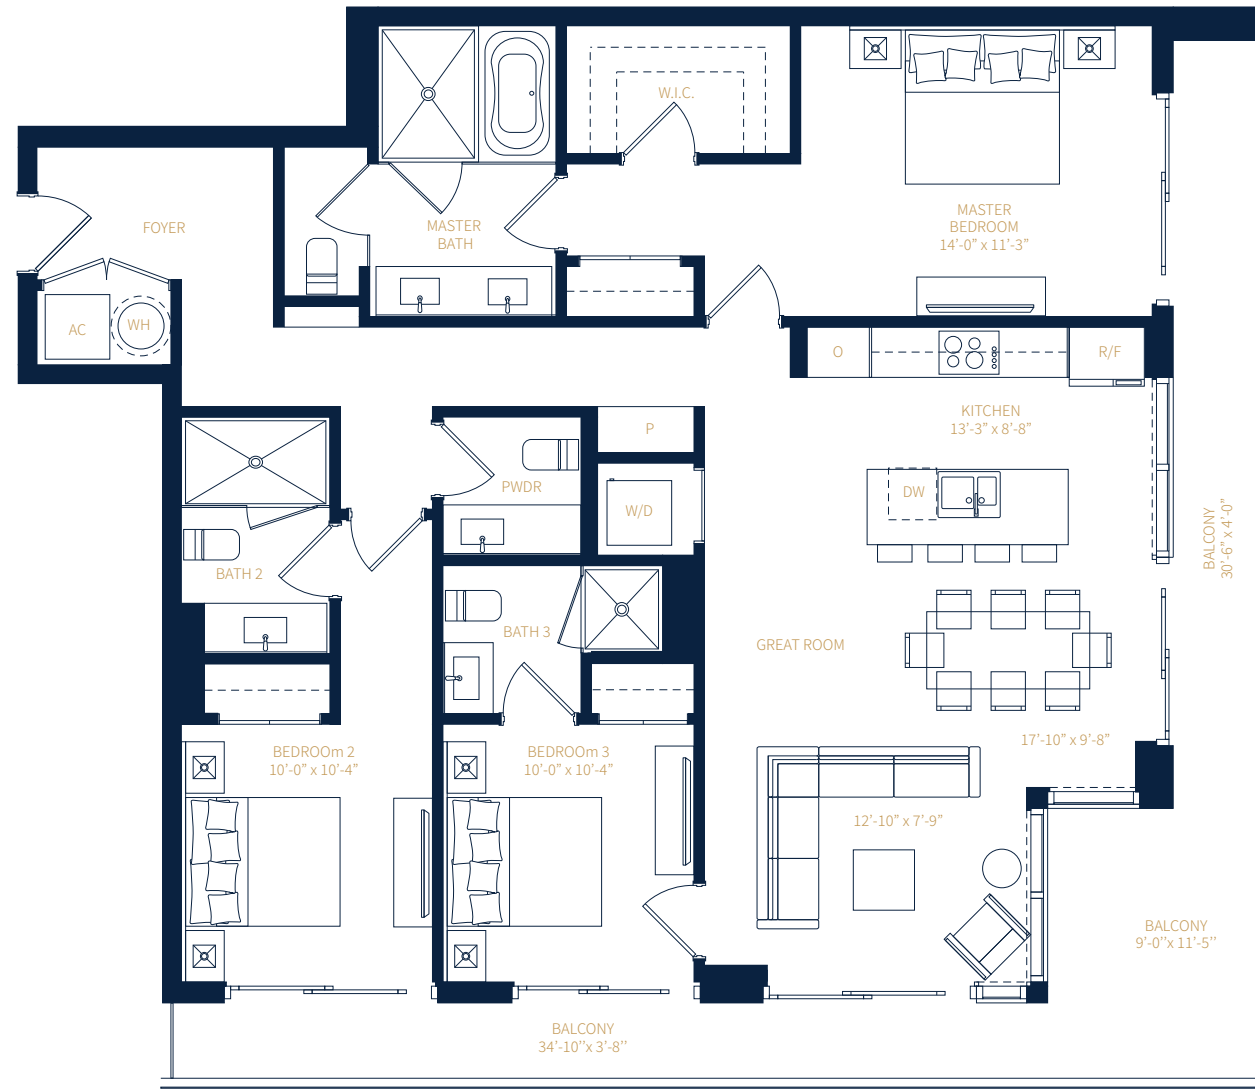 W.I.C.
FOYER
MASTER
BATH
MASTER
BEDROOM
14’-0” x 11’-3”
AC
WH
O
R/F
KITCHEN
13’-3” x 8’-8”
P
PWDR
W/D
DW
BALCONY
30’-6” x 4’-0”
BATH 2
BATH 3
GREAT ROOM
17’-10” x 9’-8”
BEDROOm 2
10’-0” x 10’-4”
BEDROOm 3
10’-0” x 10’-4”
12’-10” x 7’-9”
BALCONY
9’-0’’x 11’-5’’
BALCONY
34’-10’’x 3’-8’’